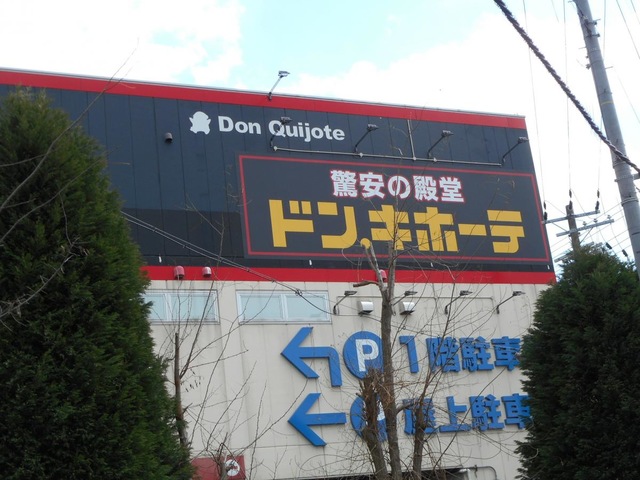 Don Quijote
驚安の殿堂
ドン.キホーテ
P 1階駐車
上駐車